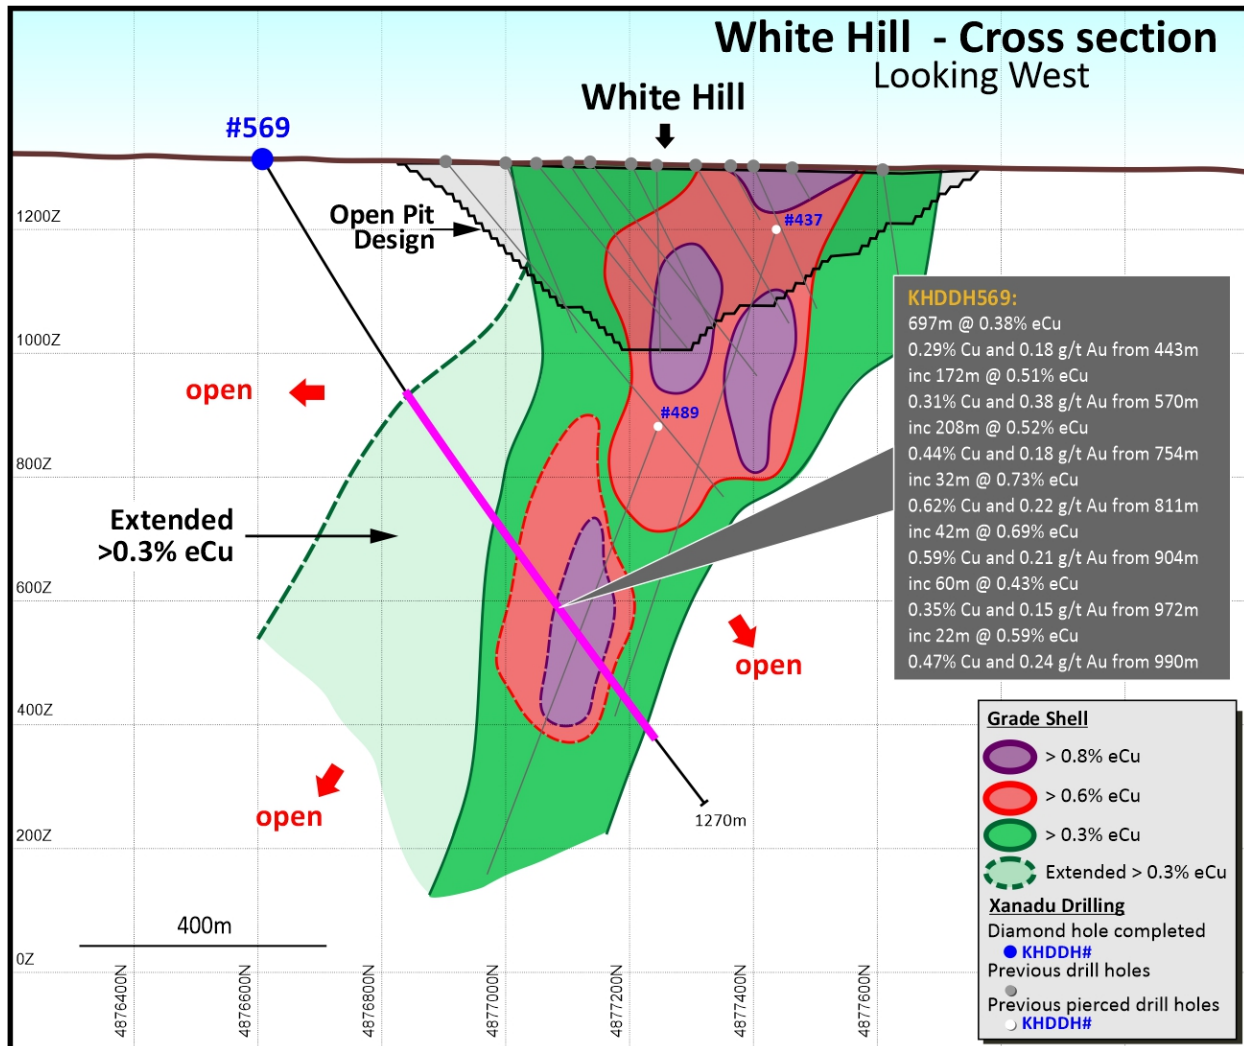 White Hill - Cross section
Looking West
White Hill
#569
1200Z
Open Pit
Design
#437
1000Z
open
#489
800Z
Extended
>0.3% eCu
600Z
open
400Z
open
1270m
200Z
400m
0Z
4876400N
4876600N
4876800N
4877000N
4877200N
4877400N
4877600N
KHDDH569:
697m @ 0.38% eCu
0.29% Cu and 0.18 g/t Au from 443m
inc 172m @ 0.51% eCu
0.31% Cu and 0.38 g/t Au from 570m
inc 208m @ 0.52% eCu
0.44% Cu and 0.18 g/t Au from 754m
inc 32m @ 0.73% eCu
0.62% Cu and 0.22 g/t Au from 811m
inc 42m @ 0.69% eCu
0.59% Cu and 0.21 g/t Au from 904m
inc 60m @ 0.43% eCu
0.35% Cu and 0.15 g/t Au from 972m
inc 22m @ 0.59% eCu
0.47% Cu and 0.24 g/t Au from 990m
Grade Shell
> 0.8% eCu
> 0.6% eCu
> 0.3% eCu
Extended > 0.3% eCu
Xanadu Drilling
Diamond hole completed
KHDDH#
Previous drill holes
Previous pierced drill holes
KHDDH#